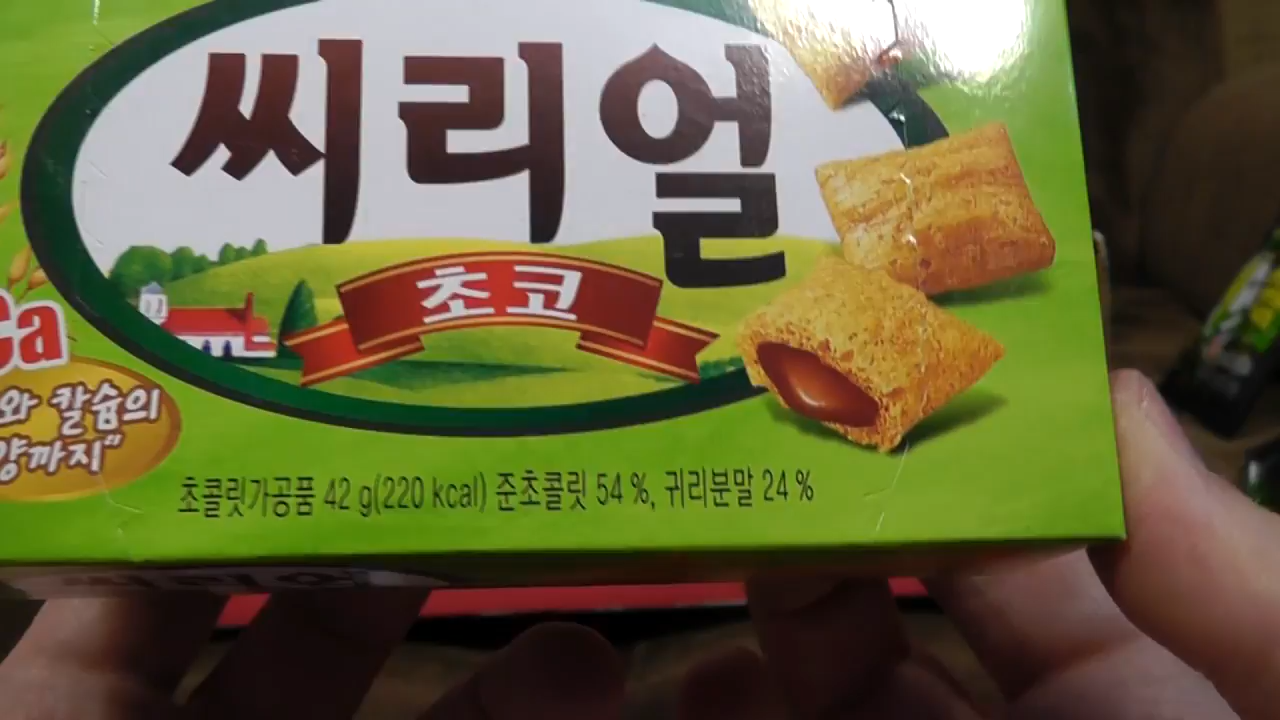 씨리얼
초코
Ca
와 칼슘의
양까지"
초콜릿가공품 42 g(220 kcal) 준초콜릿 54 %, 귀리분말 24 %